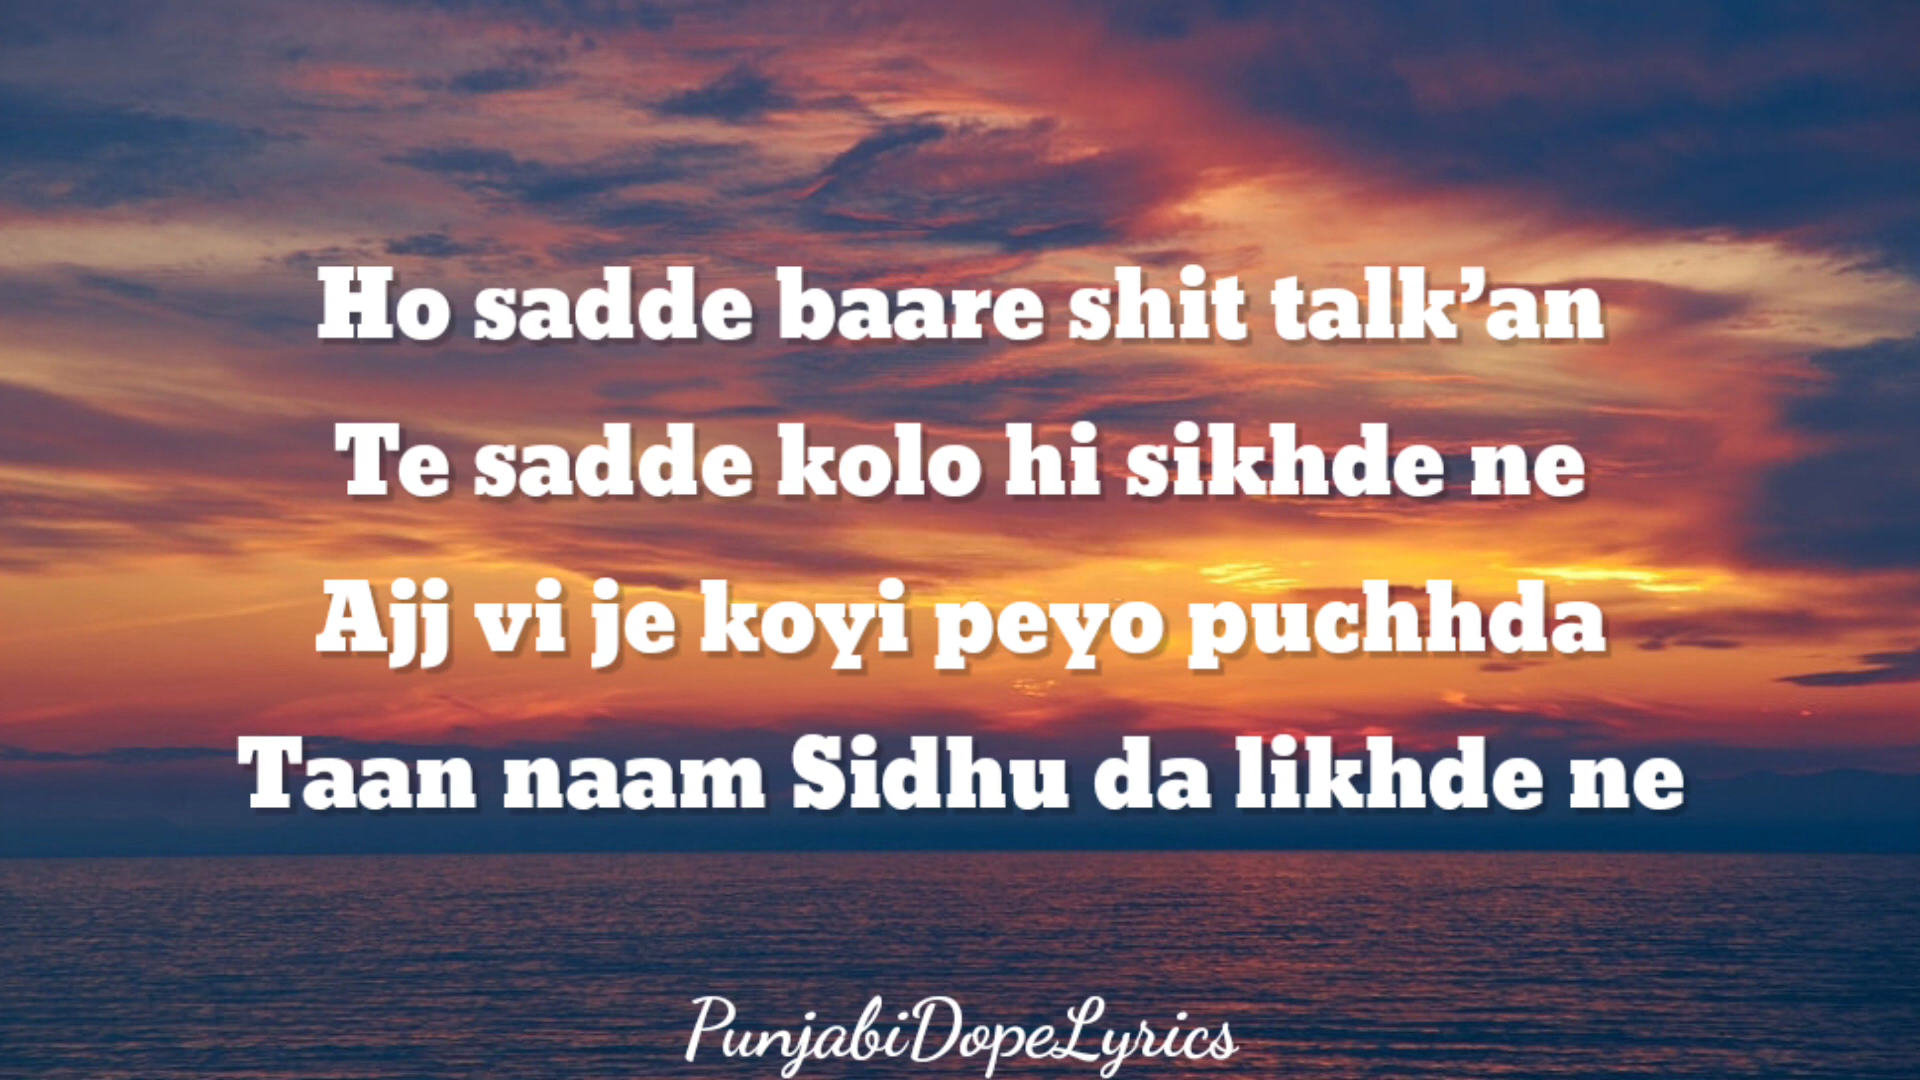 Ho sadde baare shit talk’an
Te sadde kolo hi sikhde ne
Ajj vi je koyi peyo puchhda
Taan naam Sidhu da likhde ne
PunjabiDopeLyrics